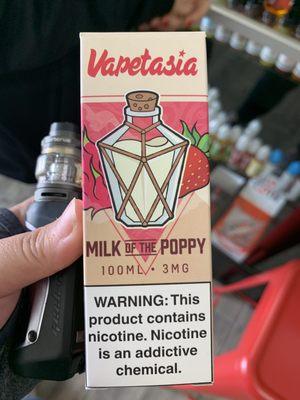 Vapetasia
MILK OF THE POPPY
100ML • 3MG
WARNING: This
product contains
nicotine. Nicotine
is an addictive
chemical.